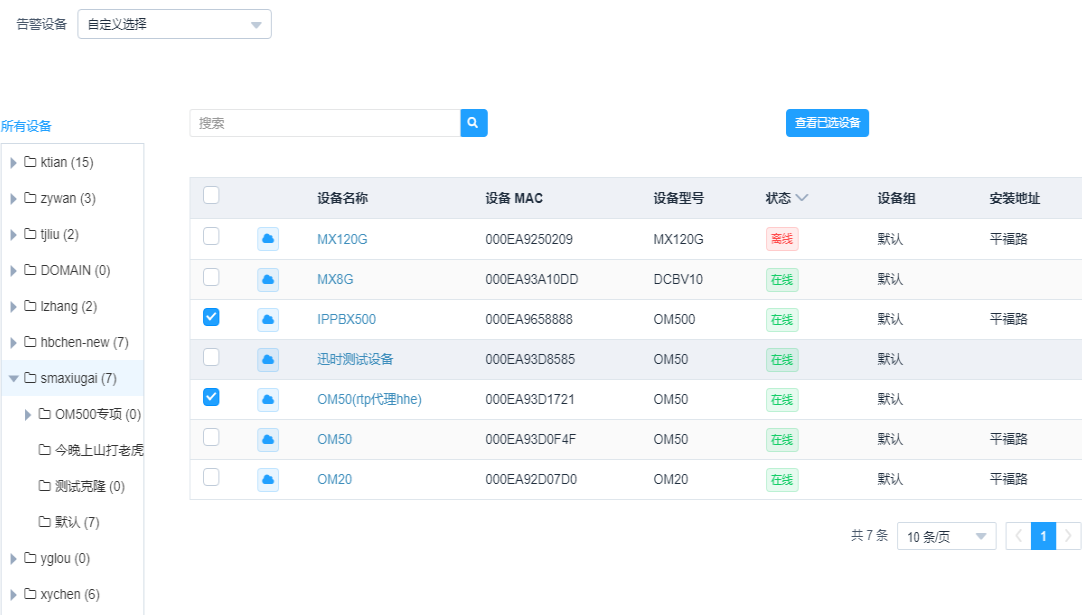 告警设备 自定义选择
所有设备
搜索
查看已选设备
ktian (15)
zywan (3)
tjliu (2)
DOMAIN (0)
lzhang (2)
hbchen-new (7)
smaxiugai (7)
OM500专项 (0)
今晚上山打老虎
测试克隆 (0)
默认 (7)
yglou (0)
xychen (6)
设备名称 设备 MAC 设备型号 状态 设备组 安装地址
MX120G 000EA9250209 MX120G 离线 默认 平福路
MX8G 000EA93A10DD DCBV10 在线 默认
IPPBX500 000EA9658888 OM500 在线 默认 平福路
迅时测试设备 000EA93D8585 OM50 在线 默认
OM50(rtp代理hhe) 000EA93D1721 OM50 在线 默认
OM50 000EA93D0F4F OM50 在线 默认 平福路
OM20 000EA92D07D0 OM20 在线 默认 平福路
共 7 条 10 条/页 1